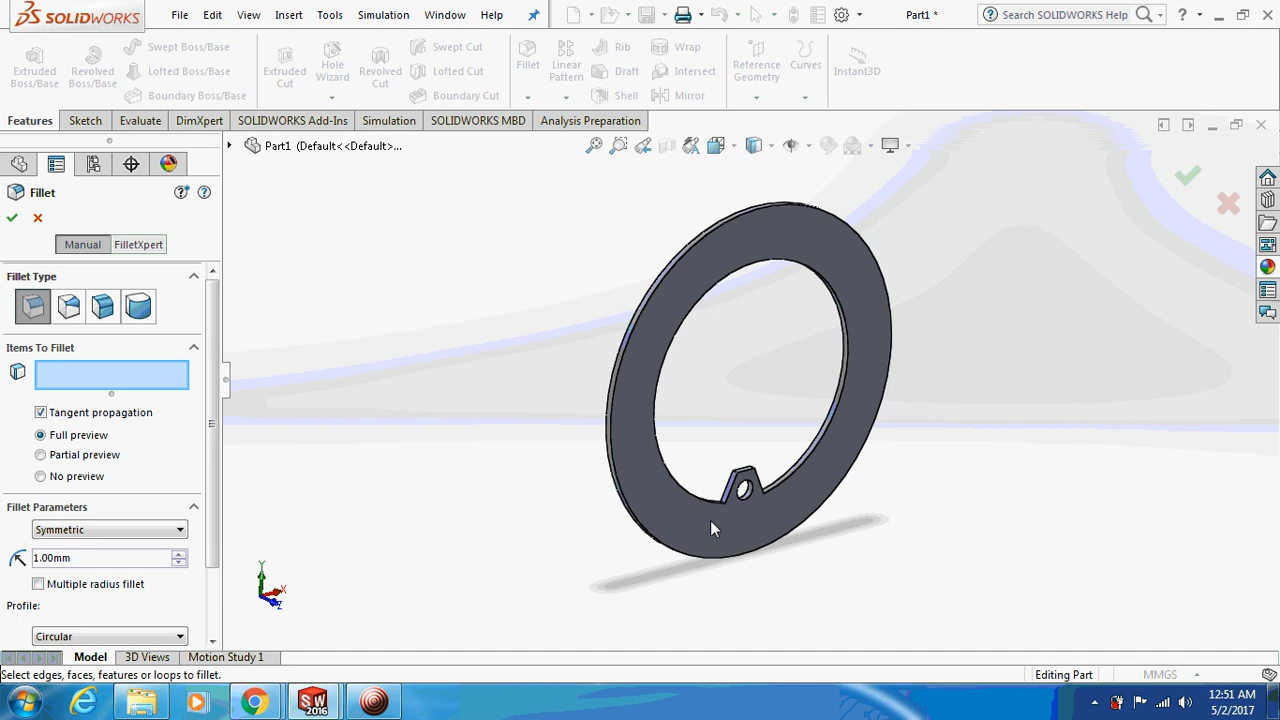 SOLIDWORKS File Edit View Insert Tools Simulation Window Help Part1 * Search SOLIDWORKS Help ?
Extruded Boss/Base
Revolved Boss/Base
Swept Boss/Base
Lofted Boss/Base
Boundary Boss/Base
Extruded Cut
Hole Wizard
Revolved Cut
Swept Cut
Lofted Cut
Boundary Cut
Fillet
Linear Pattern
Rib
Draft
Shell
Wrap
Intersect
Mirror
Reference Geometry
Curves
Instant3D
Features Sketch Evaluate DimXpert SOLIDWORKS Add-Ins Simulation SOLIDWORKS MBD Analysis Preparation
Part1 (Default<<Default>...
Fillet
Manual FilletXpert
Fillet Type
Items To Fillet
Tangent propagation
Full preview
Partial preview
No preview
Fillet Parameters
Symmetric
1.00mm
Multiple radius fillet
Profile:
Circular
Y
X
Z
Model 3D Views Motion Study 1
Select edges, faces, features or loops to fillet. Editing Part MMGS
SW 2016
12:51 AM
5/2/2017